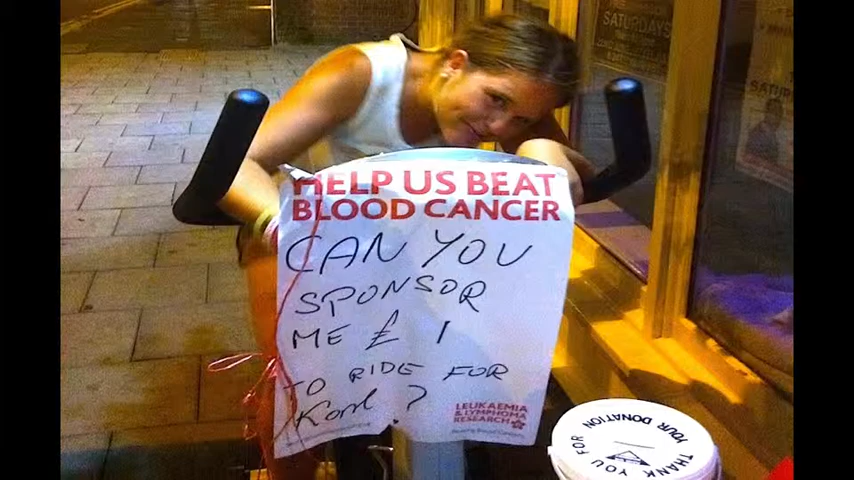 HELP US BEAT
BLOOD CANCER
CAN YOU
SPONSOR
ME £ 1
TO RIDE FOR
?
LEUKAEMIA
& LYMPHOMA
RESEARCH
THANK YOU FOR YOUR DONATION
SATURDAYS